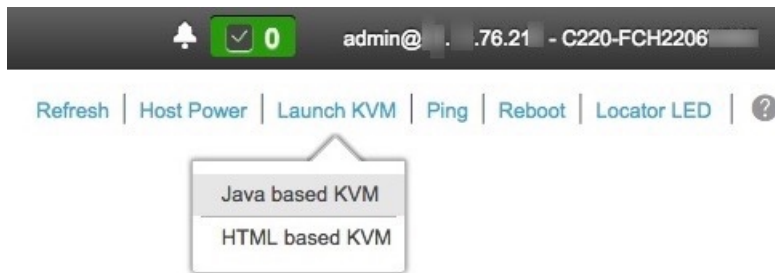 0 admin@ . .76.21 - C220-FCH2206
Refresh | Host Power | Launch KVM | Ping | Reboot | Locator LED | ?
Java based KVM
HTML based KVM